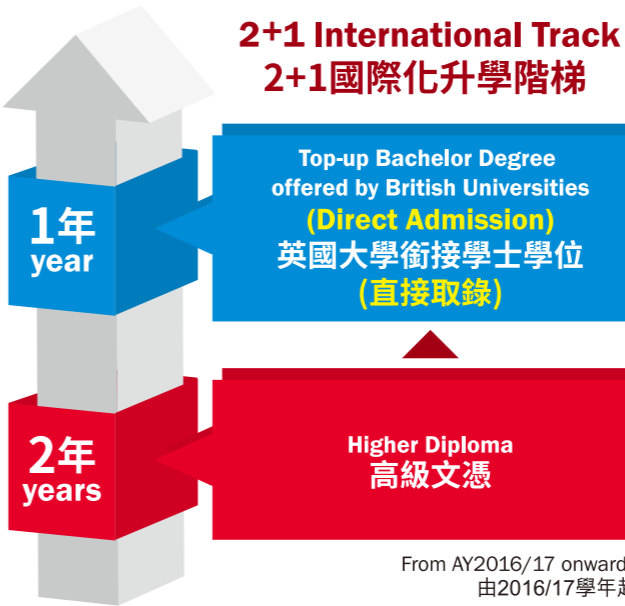 2+1 International Track
2+1國際化升學階梯
Top-up Bachelor Degree
offered by British Universities
(Direct Admission)
英國大學銜接學士學位
(直接取錄)
1年
year
Higher Diploma
高級文憑
2年
years
From AY2016/17 onward
由2016/17學年